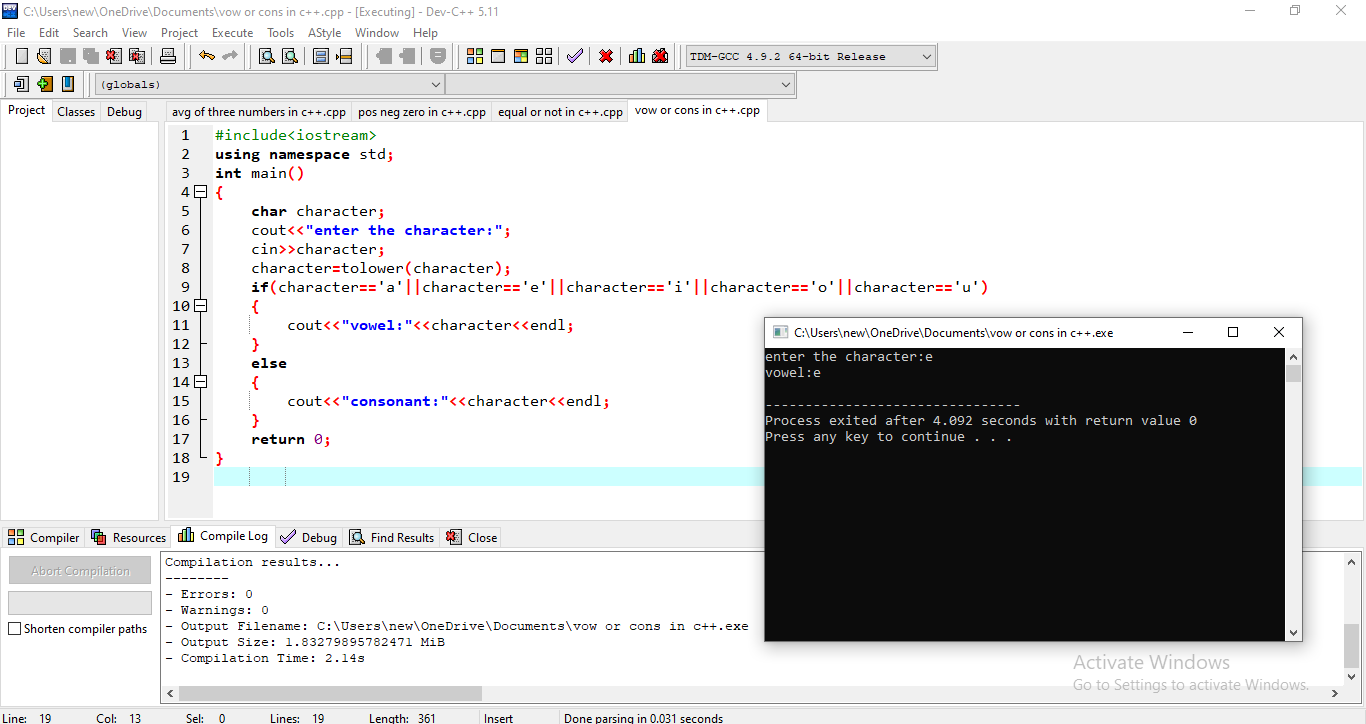 C:\Users\new\OneDrive\Documents\vow or cons in c++.cpp - [Executing] - Dev-C++ 5.11
File Edit Search View Project Execute Tools AStyle Window Help
TDM-GCC 4.9.2 64-bit Release
(globals)
Project Classes Debug
avg of three numbers in c++.cpp pos neg zero in c++.cpp equal or not in c++.cpp vow or cons in c++.cpp
1 #include<iostream>
2 using namespace std;
3 int main()
4 {
5 char character;
6 cout<<"enter the character:";
7 cin>>character;
8 character=tolower(character);
9 if(character=='a'||character=='e'||character=='i'||character=='o'||character=='u')
10 {
11 cout<<"vowel:"<<character<<endl;
12 }
13 else
14 {
15 cout<<"consonant:"<<character<<endl;
16 }
17 return 0;
18 }
19
C:\Users\new\OneDrive\Documents\vow or cons in c++.exe
enter the character:e
vowel:e
--------------------------------
Process exited after 4.092 seconds with return value 0
Press any key to continue . . .
Compiler Resources Compile Log Debug Find Results Close
Abort Compilation
Shorten compiler paths
Compilation results...
--------
- Errors: 0
- Warnings: 0
- Output Filename: C:\Users\new\OneDrive\Documents\vow or cons in c++.exe
- Output Size: 1.83279895782471 MiB
- Compilation Time: 2.14s
Activate Windows
Go to Settings to activate Windows.
Line: 19 Col: 13 Sel: 0 Lines: 19 Length: 361 Insert Done parsing in 0.031 seconds